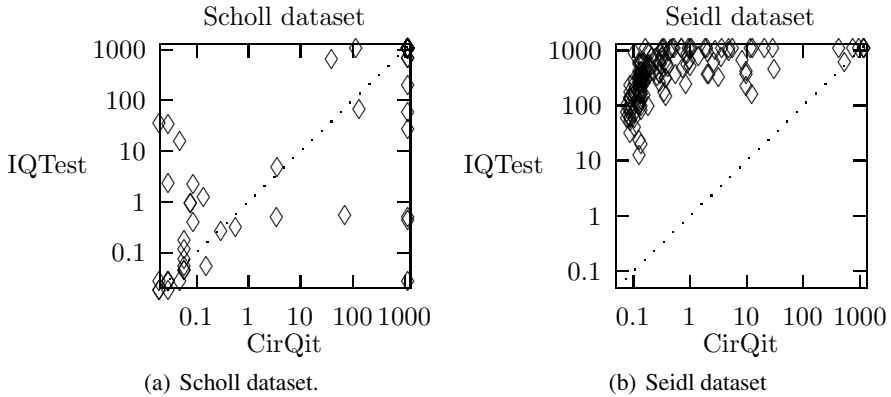 Scholl dataset
1000
100
10
1
0.1
IQTest
0.1 1 10 100 1000
CirQit
(a) Scholl dataset.
Seidl dataset
1000
100
10
1
0.1
IQTest
0.1 1 10 100 1000
CirQit
(b) Seidl dataset